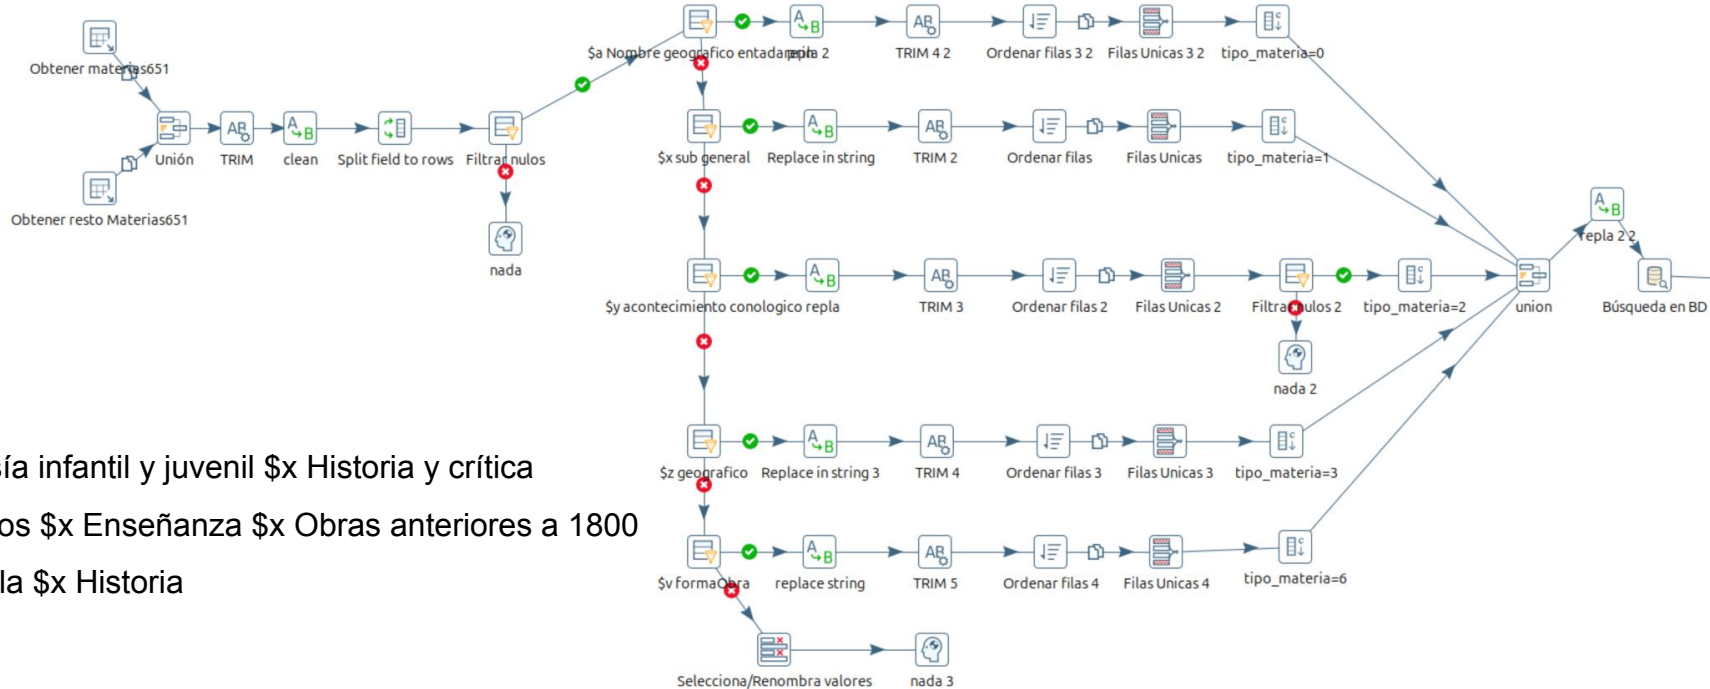 Obtener materias651
Obtener resto Materias651
Unión
TRIM
clean
Split field to rows
Filtrar nulos
nada
$a Nombre geografico entada
repla 2
TRIM 4 2
Ordenar filas 3 2
Filas Unicas 3 2
tipo_materia=0
$x sub general
Replace in string
TRIM 2
Ordenar filas
Filas Unicas
tipo_materia=1
$y acontecimiento conologico
repla
TRIM 3
Ordenar filas 2
Filas Unicas 2
Filtrar nulos 2
tipo_materia=2
nada 2
$z geografico
Replace in string 3
TRIM 4
Ordenar filas 3
Filas Unicas 3
tipo_materia=3
$v formaObra
replace string
TRIM 5
Ordenar filas 4
Filas Unicas 4
tipo_materia=6
Selecciona/Renombra valores
nada 3
union
repla 2 2
Búsqueda en BD
sía infantil y juvenil $x Historia y crítica
os $x Enseñanza $x Obras anteriores a 1800
la $x Historia